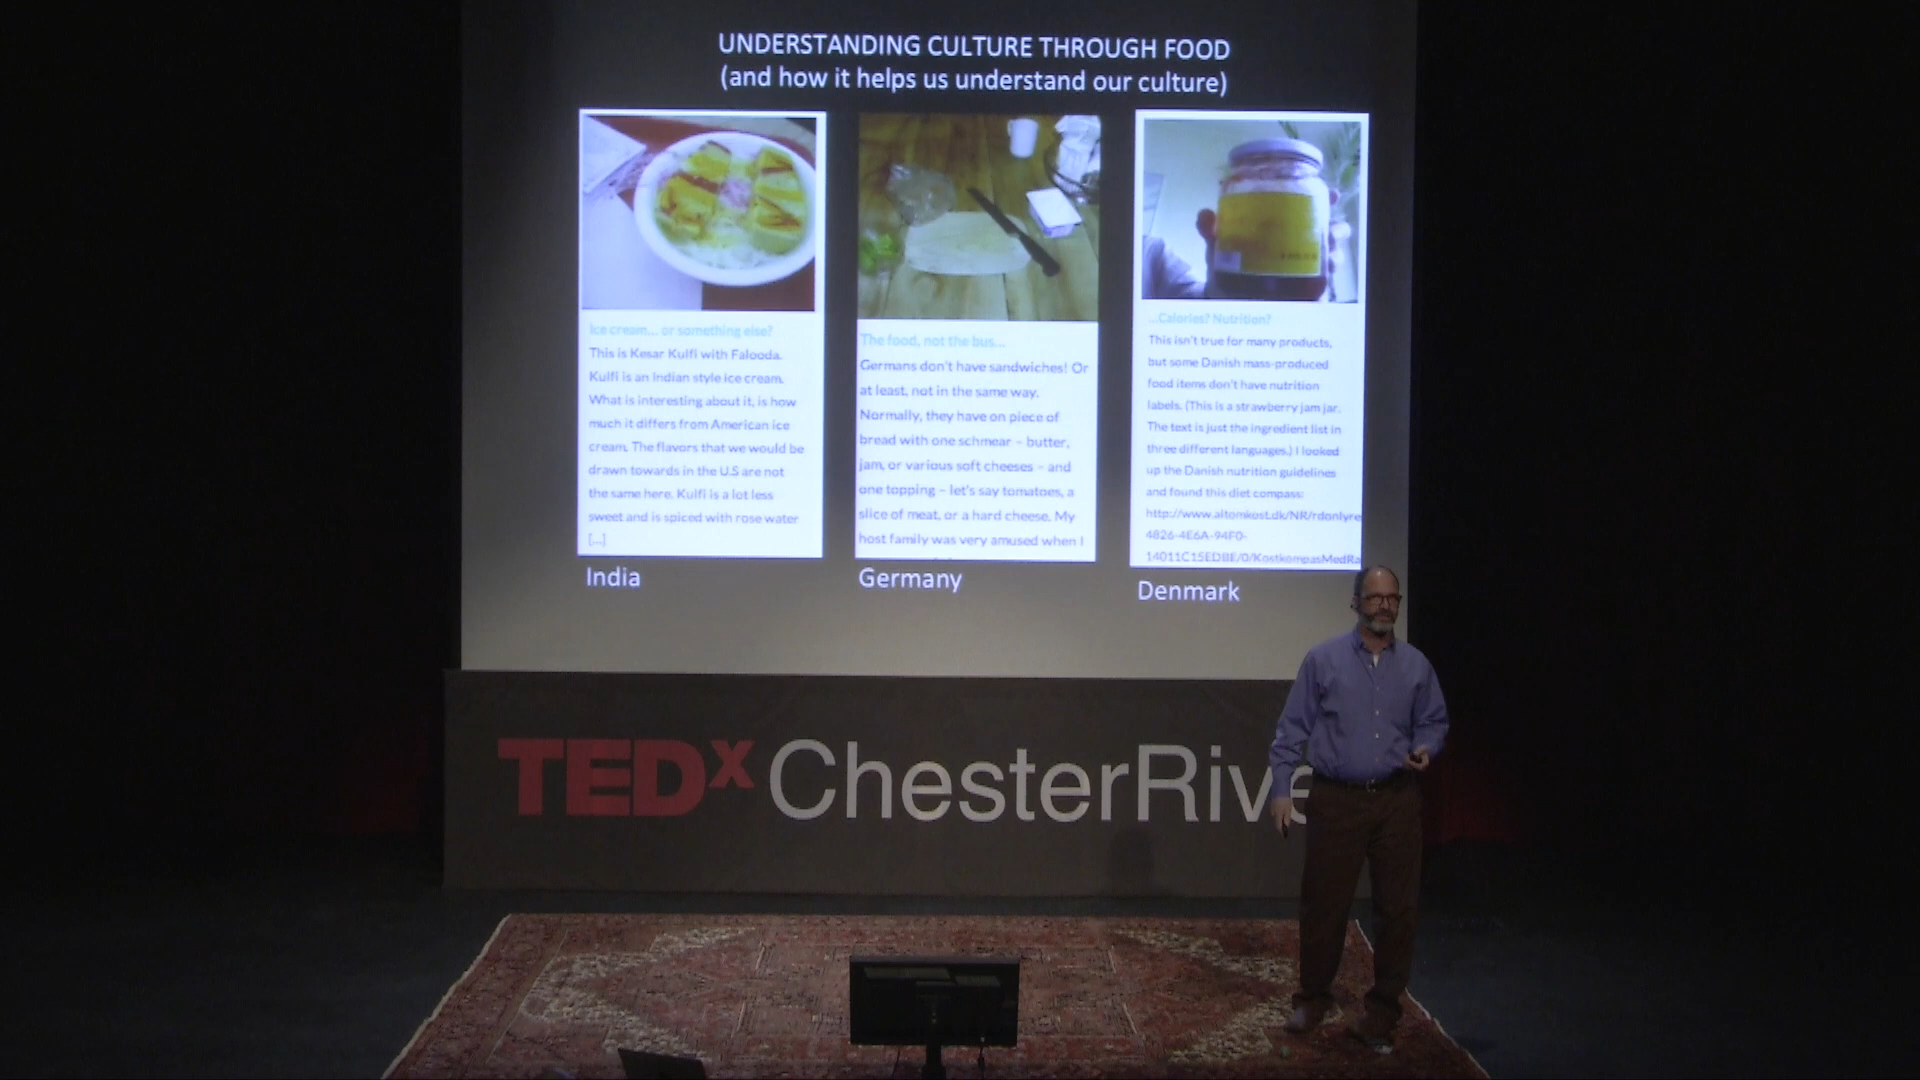 UNDERSTANDING CULTURE THROUGH FOOD
(and how it helps us understand our culture)
Ice cream... or something else?
This is Kesar Kulfi with Falooda.
Kulfi is an Indian style ice cream.
What is interesting about it, is how
much it differs from American ice
cream. The flavors that we would be
drawn towards in the U.S are not
the same here. Kulfi is a lot less
sweet and is spiced with rose water
[...]
India
The food, not the bus...
Germans don't have sandwiches! Or
at least, not in the same way.
Normally, they have on piece of
bread with one schmear – butter,
jam, or various soft cheeses – and
one topping – let's say tomatoes, a
slice of meat, or a hard cheese. My
host family was very amused when I
Germany
...Calories? Nutrition?
This isn't true for many products,
but some Danish mass-produced
food items don't have nutrition
labels. (This is a strawberry jam jar.
The text is just the ingredient list in
three different languages.) I looked
up the Danish nutrition guidelines
and found this diet compass:
http://www.altomkost.dk/NR/rdonlyre
4826-4E6A-94F0-
14011C15EDBE/0/KostkompasMedRa
Denmark
TEDx ChesterRive